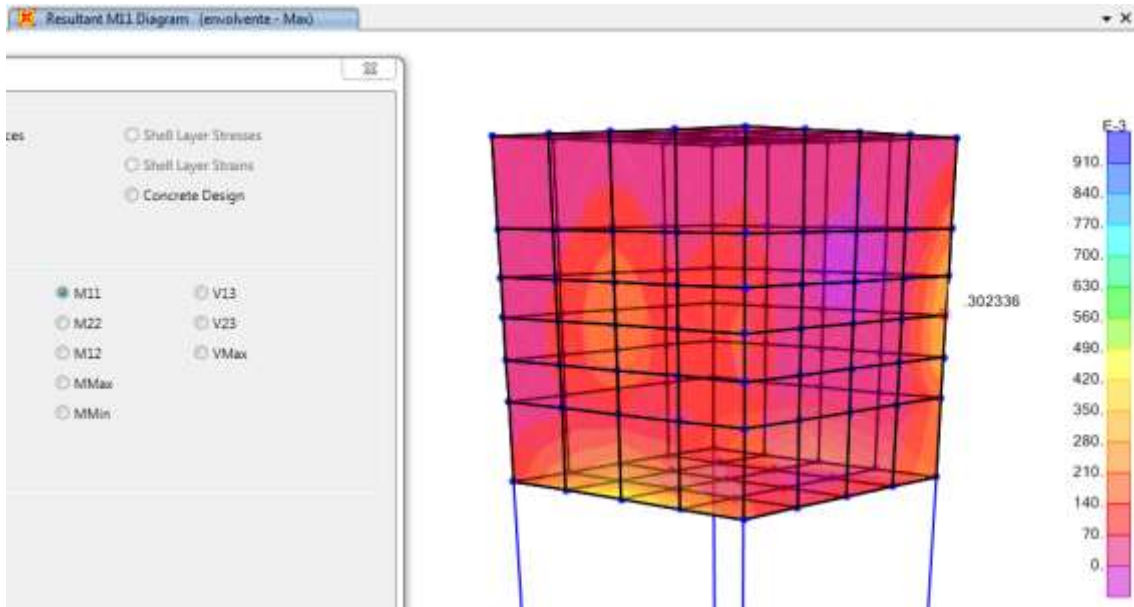 Resultant M11 Diagram (envolvente - Max)
ces
Shell Layer Stresses
Shell Layer Strains
Concrete Design
M11
V13
M22
V23
M12
VMax
MMax
MMin
.302336
E-3
910.
840.
770.
700.
630.
560.
490.
420.
350.
280.
210.
140.
70.
0.